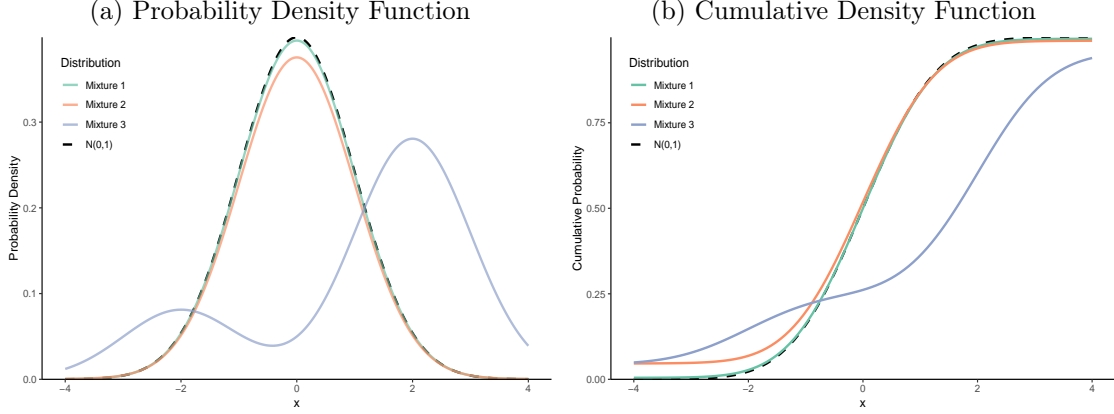 (a) Probability Density Function
Distribution
Mixture 1
Mixture 2
Mixture 3
N(0,1)
Probability Density
0.3
0.2
0.1
0.0
−4
−2
0
2
4
x
(b) Cumulative Density Function
Distribution
Mixture 1
Mixture 2
Mixture 3
N(0,1)
Cumulative Probability
0.75
0.50
0.25
0.00
−4
−2
0
2
4
x